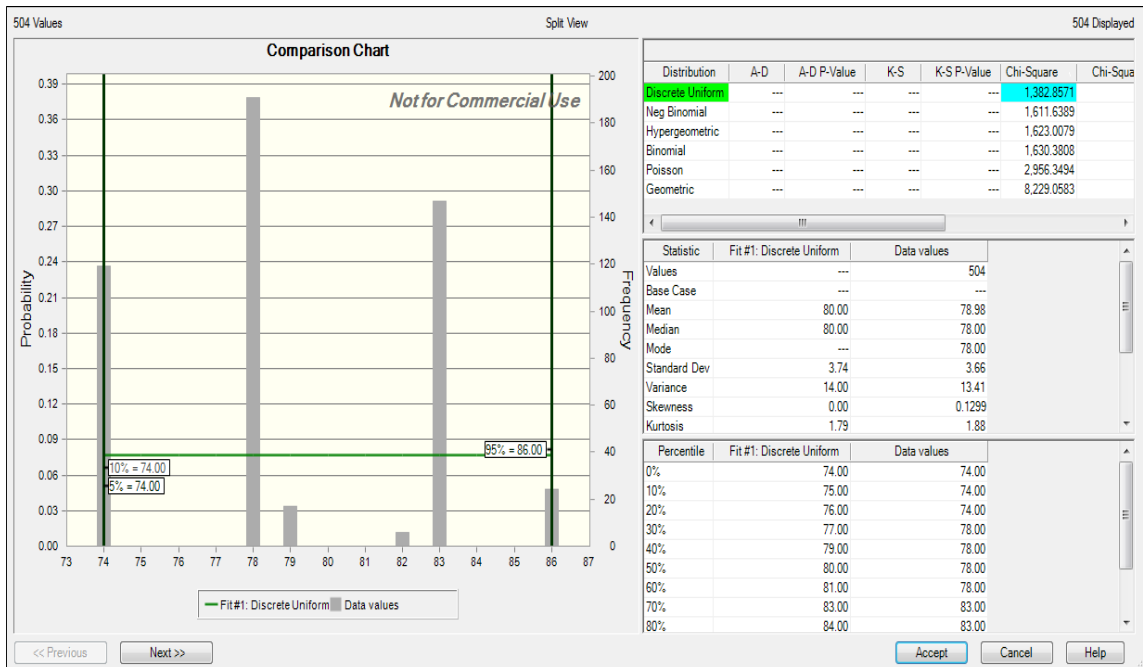 504 Values Split View 504 Displayed
Comparison Chart
Not for Commercial Use
Probability
0.39
0.36
0.33
0.30
0.27
0.24
0.21
0.18
0.15
0.12
0.09
0.06
0.03
0.00
200
180
160
140
120
100
80
60
40
20
0
Frequency
95% = 86.00
10% = 74.00
5% = 74.00
73 74 75 76 77 78 79 80 81 82 83 84 85 86 87
Fit #1: Discrete Uniform Data values
Distribution A-D A-D P-Value K-S K-S P-Value Chi-Square Chi-Squa
Discrete Uniform --- --- --- --- 1,382.8571
Neg Binomial --- --- --- --- 1,611.6389
Hypergeometric --- --- --- --- 1,623.0079
Binomial --- --- --- --- 1,630.3808
Poisson --- --- --- --- 2,956.3494
Geometric --- --- --- --- 8,229.0583
Statistic Fit #1: Discrete Uniform Data values
Values --- 504
Base Case --- ---
Mean 80.00 78.98
Median 80.00 78.00
Mode --- 78.00
Standard Dev 3.74 3.66
Variance 14.00 13.41
Skewness 0.00 0.1299
Kurtosis 1.79 1.88
Percentile Fit #1: Discrete Uniform Data values
0% 74.00 74.00
10% 75.00 74.00
20% 76.00 74.00
30% 77.00 78.00
40% 79.00 78.00
50% 80.00 78.00
60% 81.00 78.00
70% 83.00 83.00
80% 84.00 83.00
<< Previous Next >> Accept Cancel Help